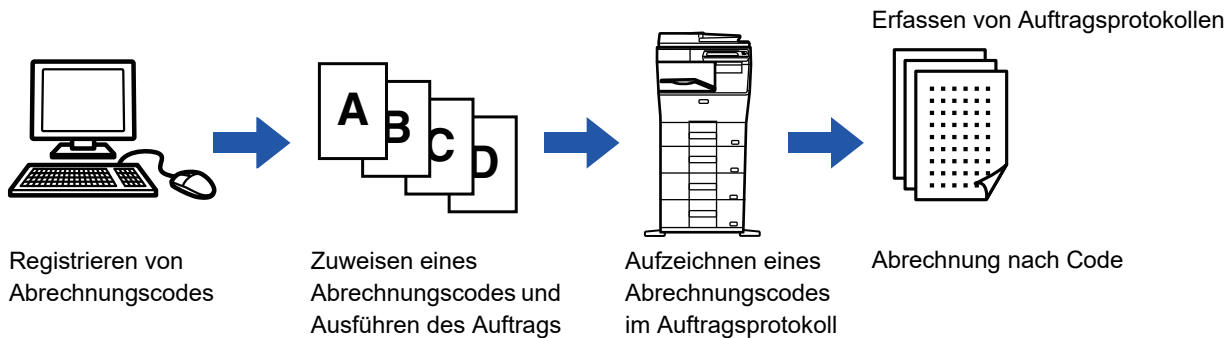 Erfassen von Auftragsprotokollen
A
B
C
D
Registrieren von
Abrechnungscodes
Zuweisen eines
Abrechnungscodes und
Ausführen des Auftrags
Aufzeichnen eines
Abrechnungscodes
im Auftragsprotokoll
Abrechnung nach Code